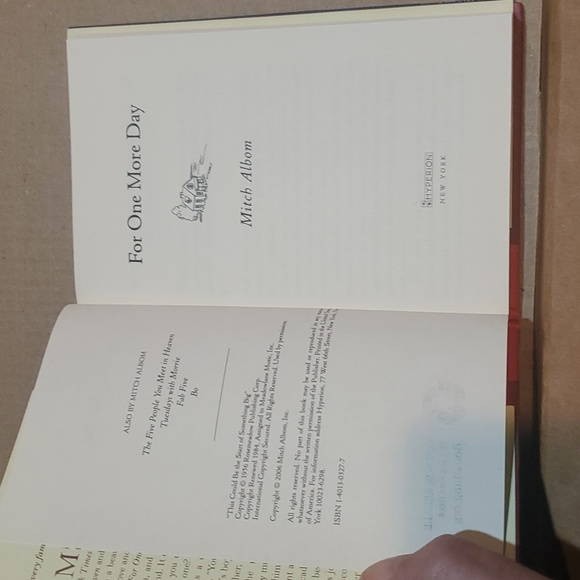 ALSO BY MITCH ALBOM
The Five People You Meet in Heaven
Tuesdays with Morrie
Fab Five
Bo
"This Could Be the Start of Something Big"
Copyright © 1956 Rosemeadow Publishing Corp.
Copyright Renewed 1984, Assigned to Meadowlane Music, Inc.
International Copyright Secured. All Rights Reserved. Used by permission.
Copyright © 2006 Mitch Albom, Inc.
All rights reserved. No part of this book may be used or reproduced in any
whatsoever without the written permission of the Publisher. Printed in the United
of America. For information address Hyperion, 77 West 66th Street, New York,
York 10023-6298.
ISBN 1-4013-0327-7
For One More Day
Mitch Albom
HYPERION
NEW YORK
every fam
M
Times